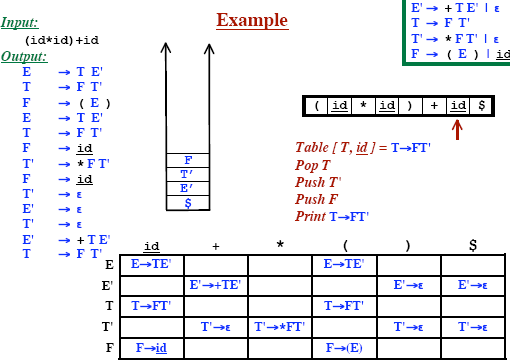 Example
E' → + T E' | ε
T → F T'
T' → * F T' | ε
F → ( E ) | id
Input:
(id*id)+id
Output:
E → T E'
T → F T'
F → ( E )
E → T E'
T → F T'
F → id
T' → * F T'
F → id
T' → ε
E' → ε
T' → ε
E' → + T E'
T → F T'
F
T'
E'
$
( id * id ) + id $
Table [ T, id ] = T→FT'
Pop T
Push T'
Push F
Print T→FT'
id + * ( ) $
E E→TE' E→TE'
E' E'→+TE' E'→ε E'→ε
T T→FT' T→FT'
T' T'→ε T'→*FT' T'→ε T'→ε
F F→id F→(E)